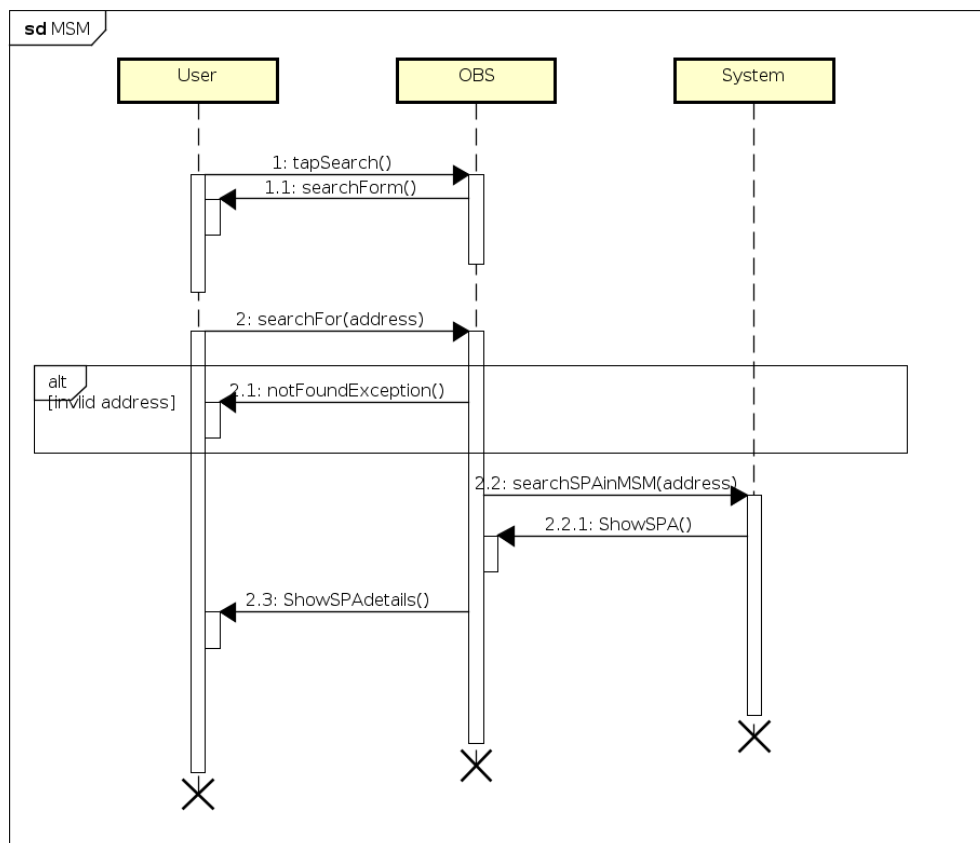 sd MSM
User
OBS
System
1: tapSearch()
1.1: searchForm()
2: searchFor(address)
alt
[invlid address]
2.1: notFoundException()
2.2: searchSPAinMSM(address)
2.2.1: ShowSPA()
2.3: ShowSPAdetails()